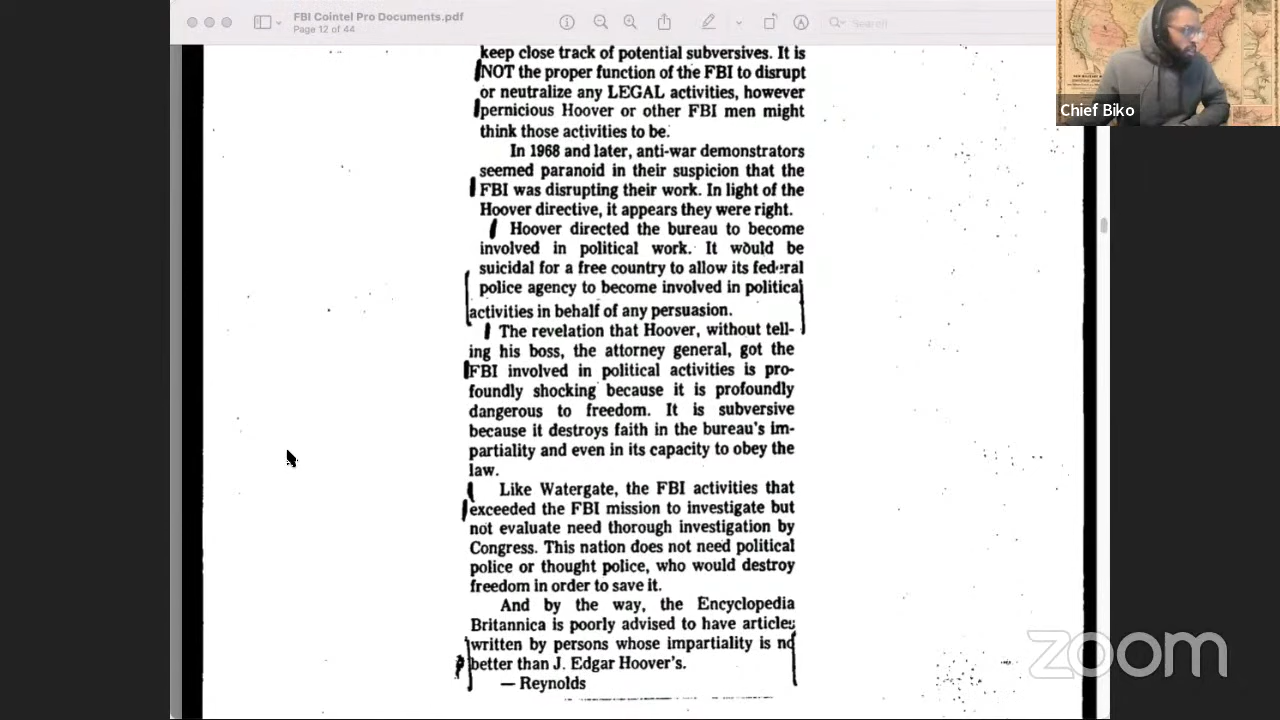 FBI Cointel Pro Documents.pdf
Page 12 of 44
Search
Chief Biko
keep close track of potential subversives. It is
NOT the proper function of the FBI to disrupt
or neutralize any LEGAL activities, however
pernicious Hoover or other FBI men might
think those activities to be.
In 1968 and later, anti-war demonstrators
seemed paranoid in their suspicion that the
FBI was disrupting their work. In light of the
Hoover directive, it appears they were right.
Hoover directed the bureau to become
involved in political work. It would be
suicidal for a free country to allow its federal
police agency to become involved in political
activities in behalf of any persuasion.
The revelation that Hoover, without tell-
ing his boss, the attorney general, got the
FBI involved in political activities is pro-
foundly shocking because it is profoundly
dangerous to freedom. It is subversive
because it destroys faith in the bureau's im-
partiality and even in its capacity to obey the
law.
Like Watergate, the FBI activities that
exceeded the FBI mission to investigate but
not evaluate need thorough investigation by
Congress. This nation does not need political
police or thought police, who would destroy
freedom in order to save it.
And by the way, the Encyclopedia
Britannica is poorly advised to have articles
written by persons whose impartiality is no
better than J. Edgar Hoover's.
— Reynolds
zoom